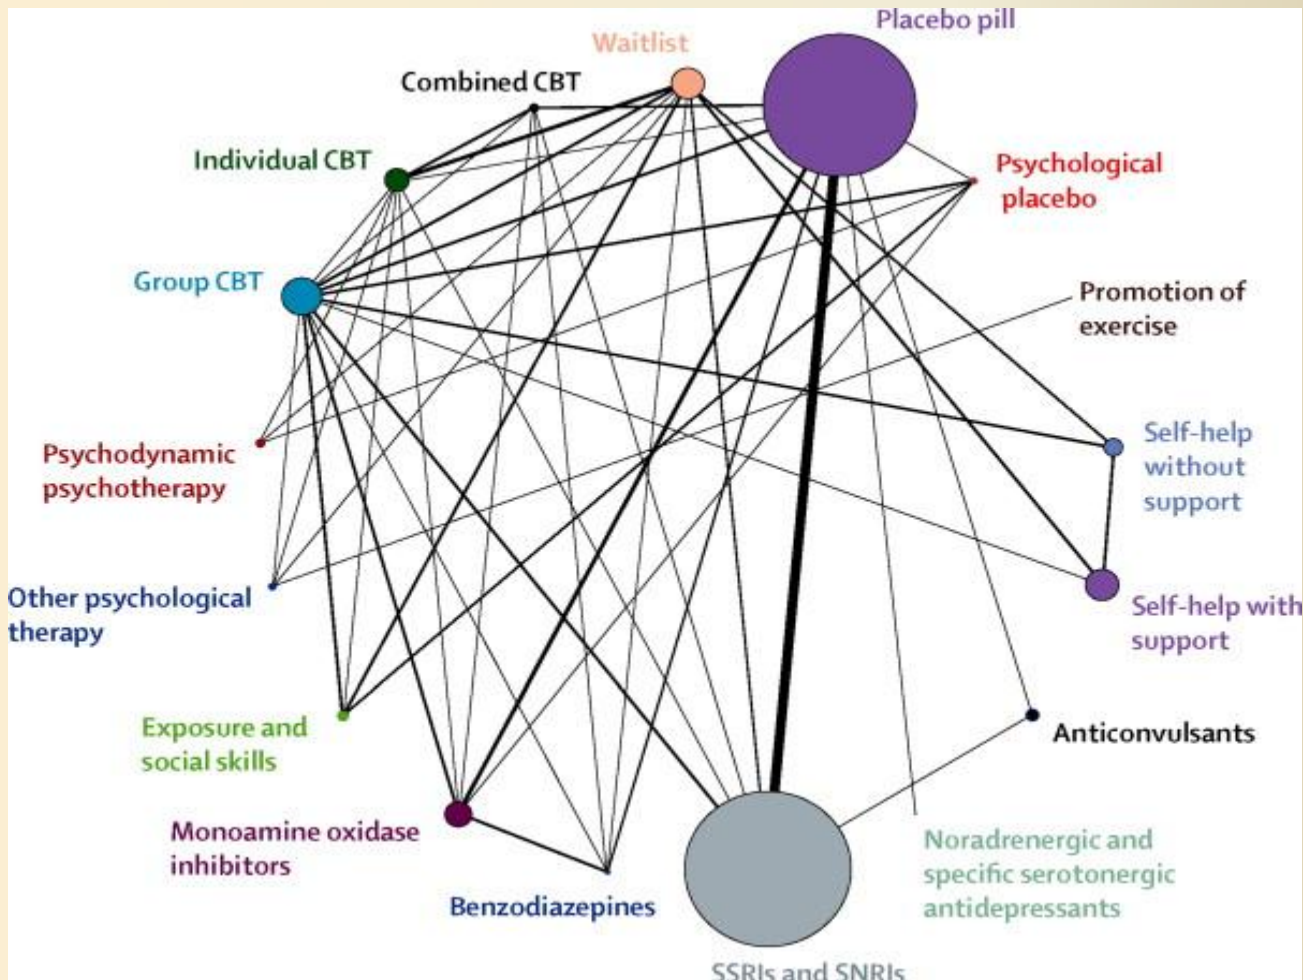 Placebo pill
Waitlist
Combined CBT
Individual CBT
Psychological
placebo
Group CBT
Promotion of
exercise
Self-help
without
support
Psychodynamic
psychotherapy
Other psychological
therapy
Self-help with
support
Exposure and
social skills
Anticonvulsants
Monoamine oxidase
inhibitors
Noradrenergic and
specific serotonergic
antidepressants
Benzodiazepines
SSRIs and SNRIs